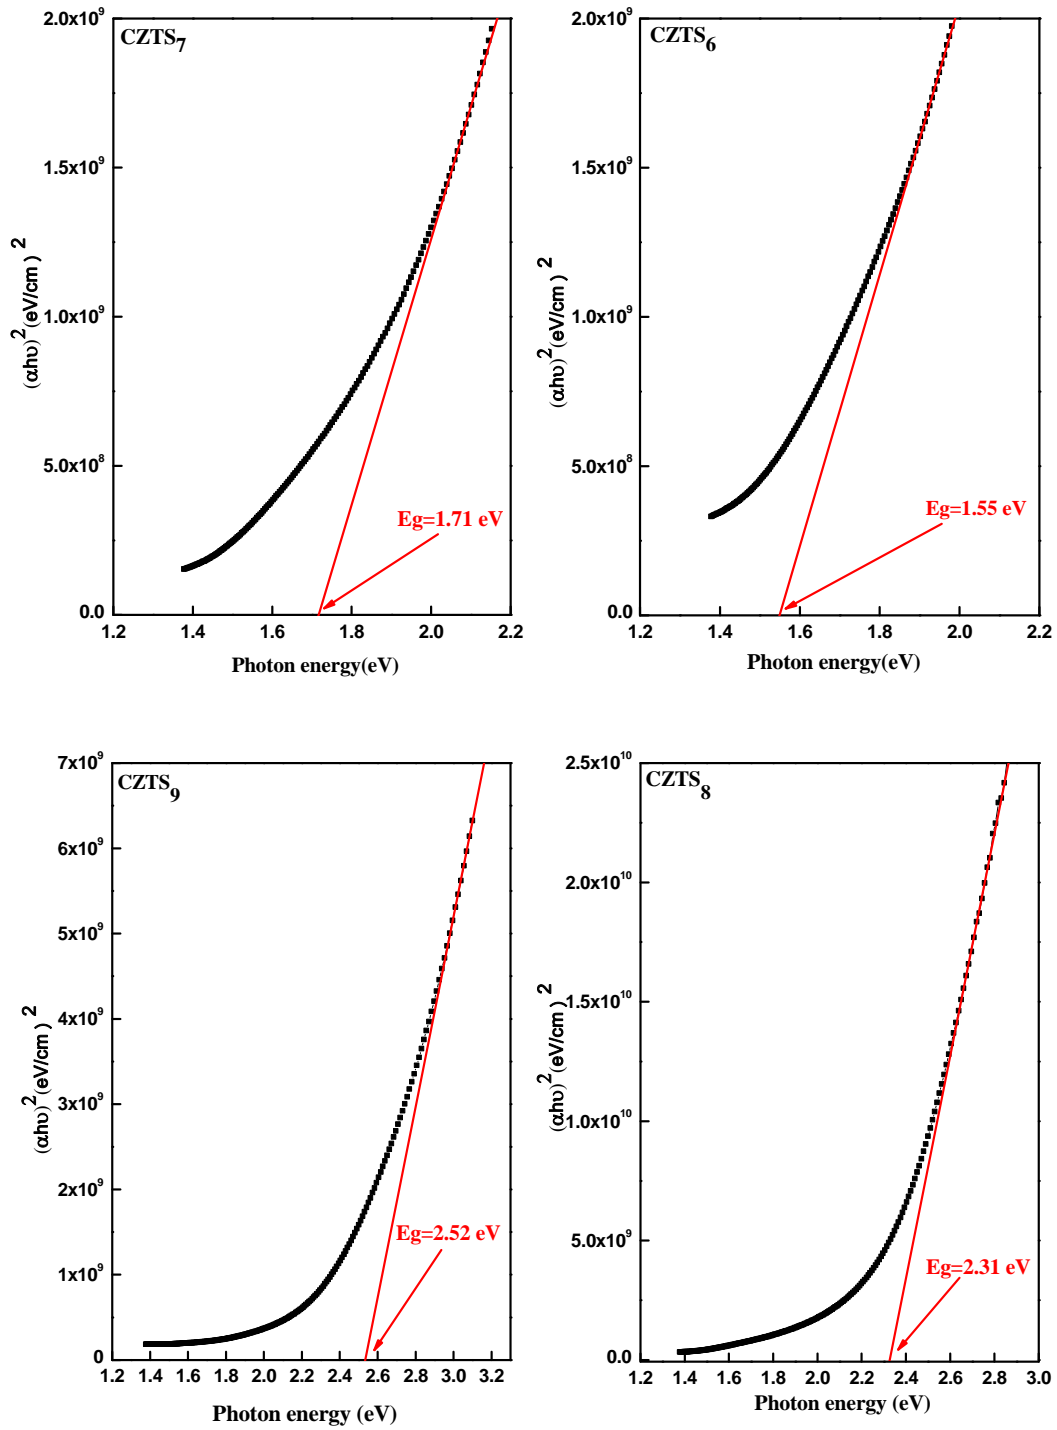 CZTS7
2.0x10^9
1.5x10^9
1.0x10^9
5.0x10^8
0.0
(αhυ)^2(eV/cm)^2
Eg=1.71 eV
1.2 1.4 1.6 1.8 2.0 2.2
Photon energy(eV)
CZTS6
2.0x10^9
1.5x10^9
1.0x10^9
5.0x10^8
0.0
(αhυ)^2(eV/cm)^2
Eg=1.55 eV
1.2 1.4 1.6 1.8 2.0 2.2
Photon energy(eV)
CZTS9
7x10^9
6x10^9
5x10^9
4x10^9
3x10^9
2x10^9
1x10^9
0
(αhυ)^2(eV/cm)^2
Eg=2.52 eV
1.2 1.4 1.6 1.8 2.0 2.2 2.4 2.6 2.8 3.0 3.2
Photon energy (eV)
CZTS8
2.5x10^10
2.0x10^10
1.5x10^10
1.0x10^10
5.0x10^9
0.0
(αhυ)^2(eV/cm)^2
Eg=2.31 eV
1.2 1.4 1.6 1.8 2.0 2.2 2.4 2.6 2.8 3.0
Photon energy (eV)